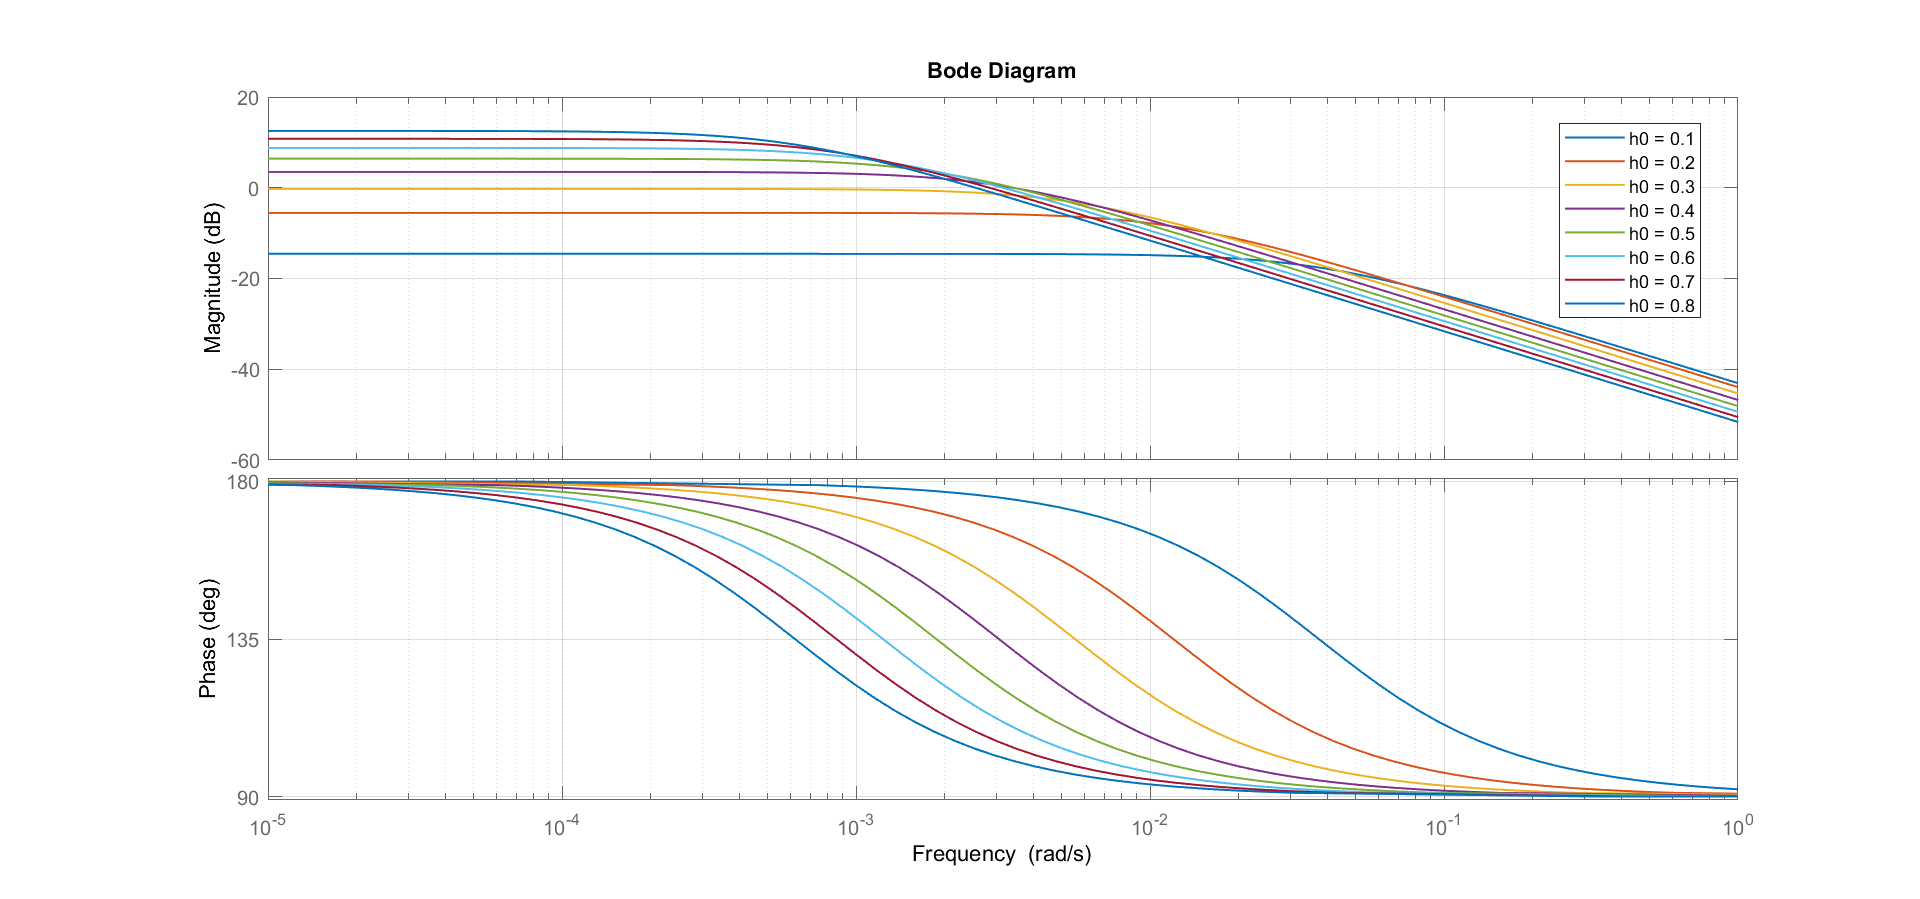 Bode Diagram
20
0
-20
-40
-60
Magnitude (dB)
h0 = 0.1
h0 = 0.2
h0 = 0.3
h0 = 0.4
h0 = 0.5
h0 = 0.6
h0 = 0.7
h0 = 0.8
180
135
90
Phase (deg)
10^-5 10^-4 10^-3 10^-2 10^-1 10^0
Frequency (rad/s)